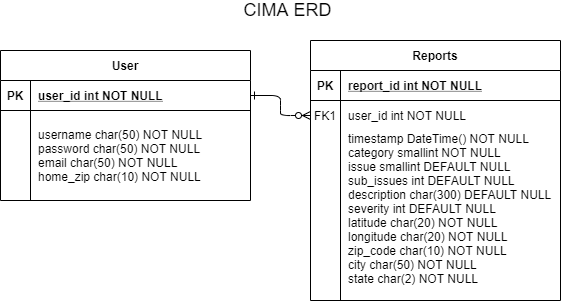 CIMA ERD
User
PK user_id int NOT NULL
username char(50) NOT NULL
password char(50) NOT NULL
email char(50) NOT NULL
home_zip char(10) NOT NULL
Reports
PK report_id int NOT NULL
FK1 user_id int NOT NULL
timestamp DateTime() NOT NULL
category smallint NOT NULL
issue smallint DEFAULT NULL
sub_issues int DEFAULT NULL
description char(300) DEFAULT NULL
severity int DEFAULT NULL
latitude char(20) NOT NULL
longitude char(20) NOT NULL
zip_code char(10) NOT NULL
city char(50) NOT NULL
state char(2) NOT NULL